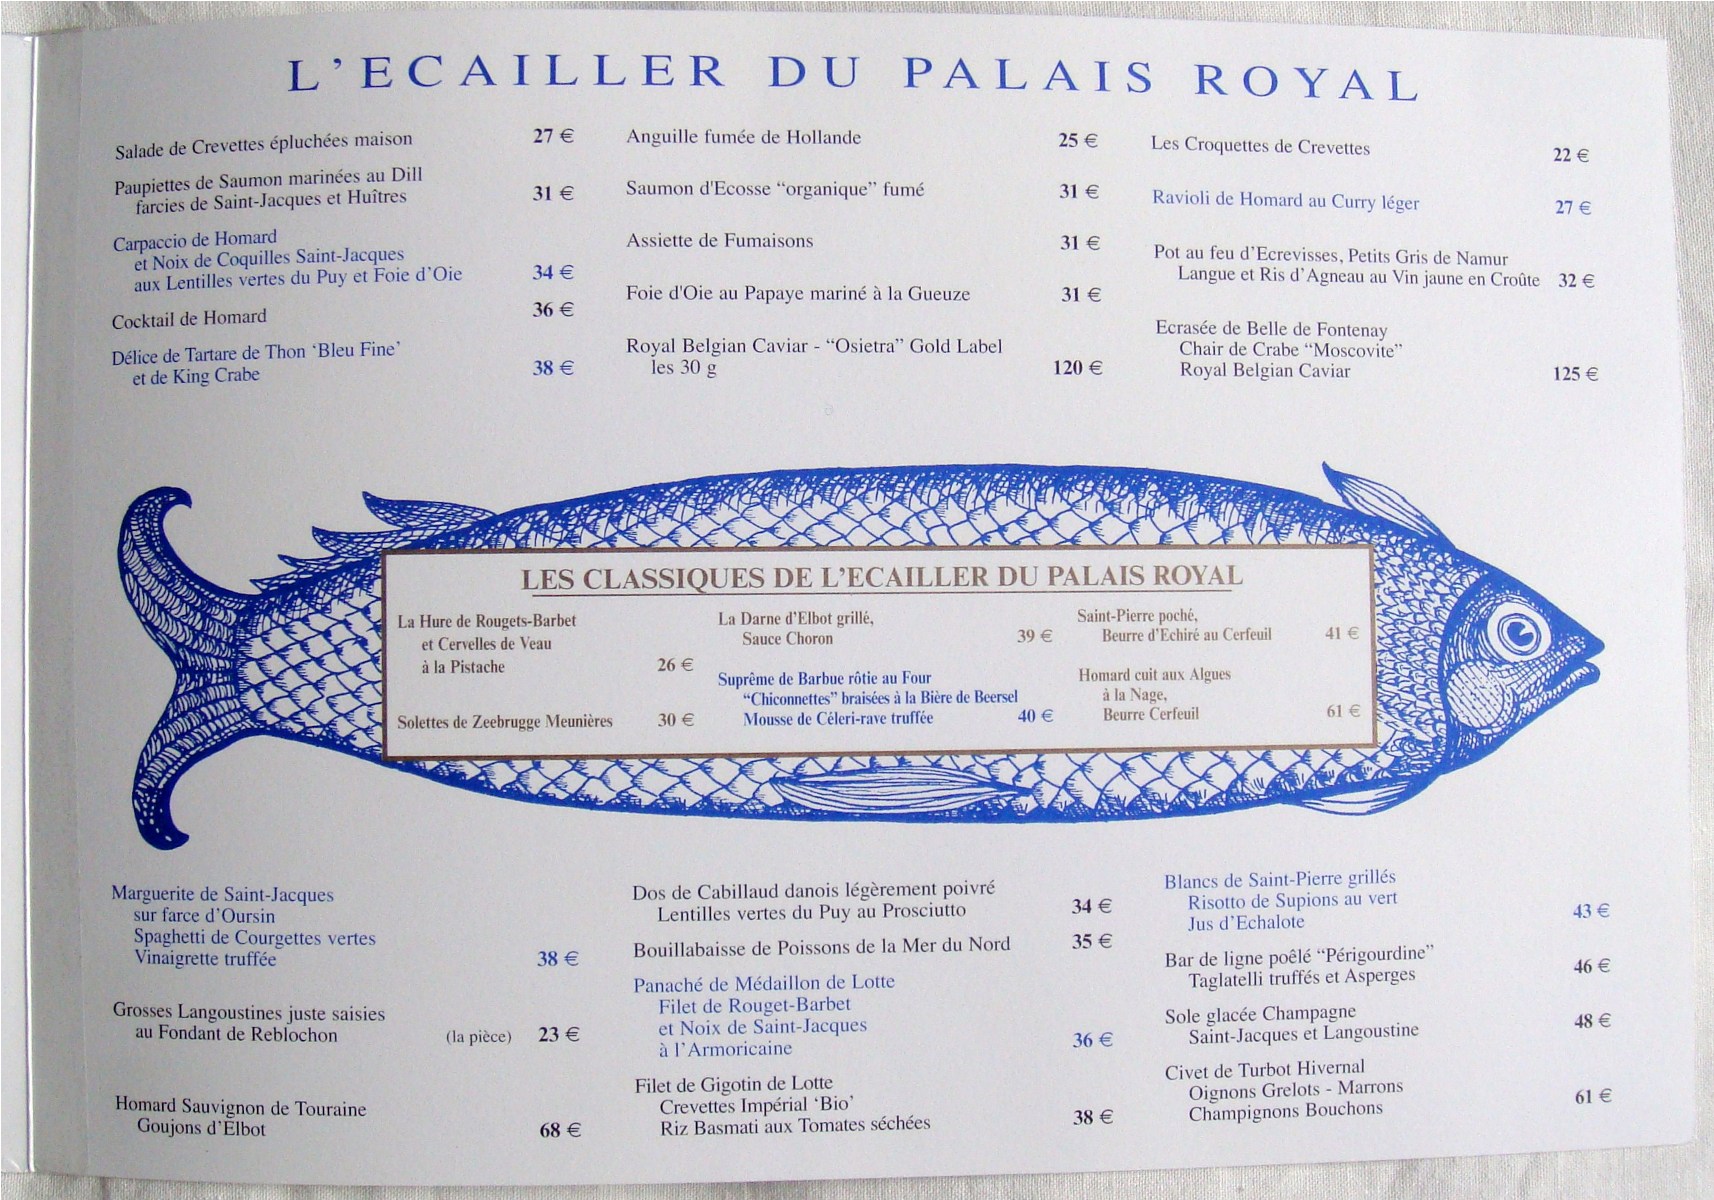 L'ECAILLER DU PALAIS ROYAL
Salade de Crevettes épluchées maison 27 €
Paupiettes de Saumon marinées au Dill
farcies de Saint-Jacques et Huîtres 31 €
Carpaccio de Homard
et Noix de Coquilles Saint-Jacques
aux Lentilles vertes du Puy et Foie d'Oie 34 €
Cocktail de Homard 36 €
Délice de Tartare de Thon 'Bleu Fine'
et de King Crabe 38 €
Anguille fumée de Hollande 25 €
Saumon d'Ecosse "organique" fumé 31 €
Assiette de Fumaisons 31 €
Foie d'Oie au Papaye mariné à la Gueuze 31 €
Royal Belgian Caviar - "Osietra" Gold Label
les 30 g 120 €
Les Croquettes de Crevettes 22 €
Ravioli de Homard au Curry léger 27 €
Pot au feu d'Ecrevisses, Petits Gris de Namur
Langue et Ris d'Agneau au Vin jaune en Croûte 32 €
Ecrasée de Belle de Fontenay
Chair de Crabe "Moscovite"
Royal Belgian Caviar 125 €
LES CLASSIQUES DE L'ECAILLER DU PALAIS ROYAL
La Hure de Rougets-Barbet
et Cervelles de Veau
à la Pistache 26 €
Solettes de Zeebrugge Meunières 30 €
La Darne d'Elbot grillé,
Sauce Choron 39 €
Suprême de Barbue rôtie au Four
"Chiconnettes" braisées à la Bière de Beersel
Mousse de Céleri-rave truffée 40 €
Saint-Pierre poché,
Beurre d'Echiré au Cerfeuil 41 €
Homard cuit aux Algues
à la Nage,
Beurre Cerfeuil 61 €
Marguerite de Saint-Jacques
sur farce d'Oursin
Spaghetti de Courgettes vertes
Vinaigrette truffée 38 €
Grosses Langoustines juste saisies
au Fondant de Reblochon (la pièce) 23 €
Homard Sauvignon de Touraine
Goujons d'Elbot 68 €
Dos de Cabillaud danois légèrement poivré
Lentilles vertes du Puy au Prosciutto 34 €
Bouillabaisse de Poissons de la Mer du Nord 35 €
Panaché de Médaillon de Lotte
Filet de Rouget-Barbet
et Noix de Saint-Jacques
à l'Armoricaine 36 €
Filet de Gigotin de Lotte
Crevettes Impérial 'Bio'
Riz Basmati aux Tomates séchées 38 €
Blancs de Saint-Pierre grillés
Risotto de Supions au vert
Jus d'Echalote 43 €
Bar de ligne poêlé "Périgourdine"
Taglatelli truffés et Asperges 46 €
Sole glacée Champagne
Saint-Jacques et Langoustine 48 €
Civet de Turbot Hivernal
Oignons Grelots - Marrons
Champignons Bouchons 61 €